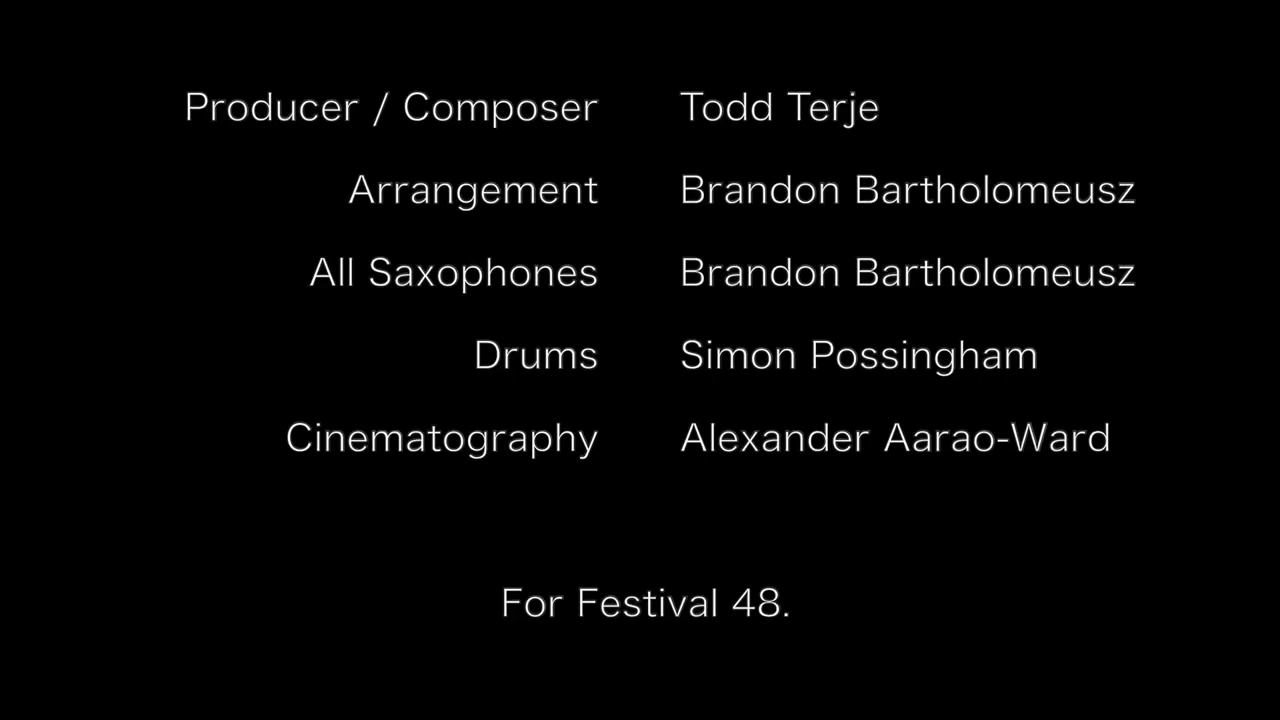 Producer / Composer Todd Terje
Arrangement Brandon Bartholomeusz
All Saxophones Brandon Bartholomeusz
Drums Simon Possingham
Cinematography Alexander Aarao-Ward
For Festival 48.